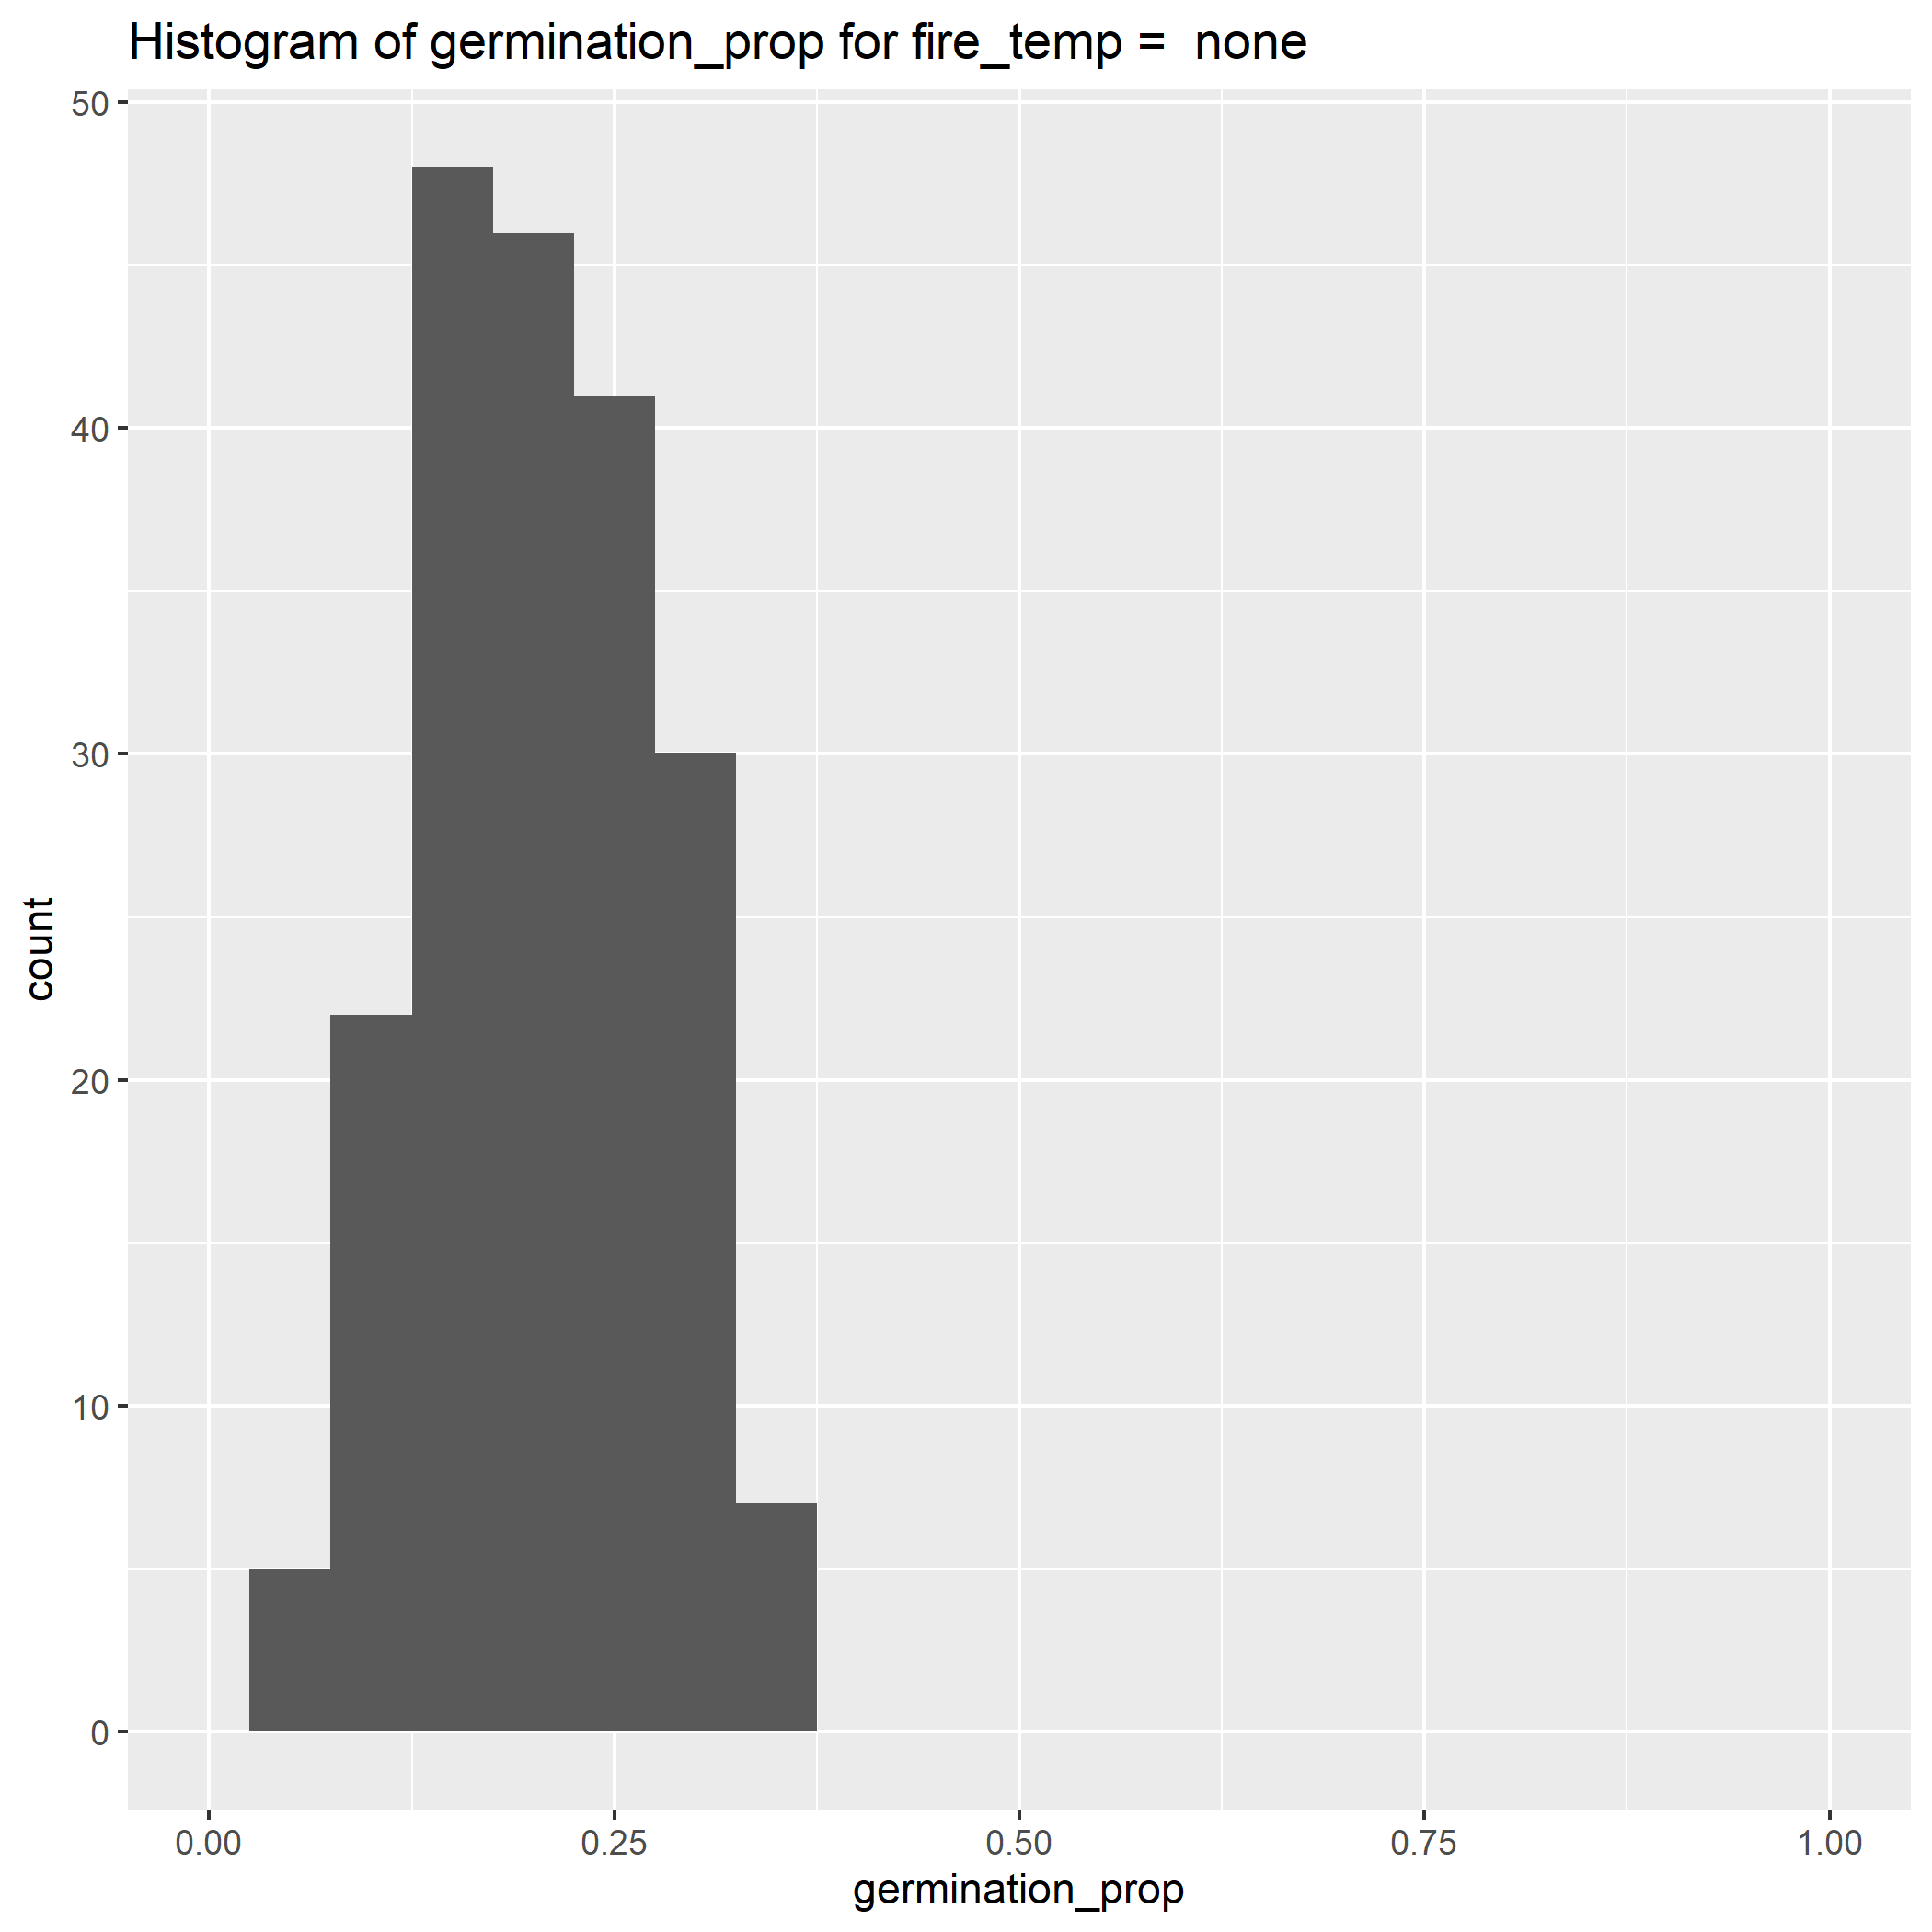 Histogram of germination_prop for fire_temp =  none
50
40
30
20
10
0
count
0.00 0.25 0.50 0.75 1.00
germination_prop